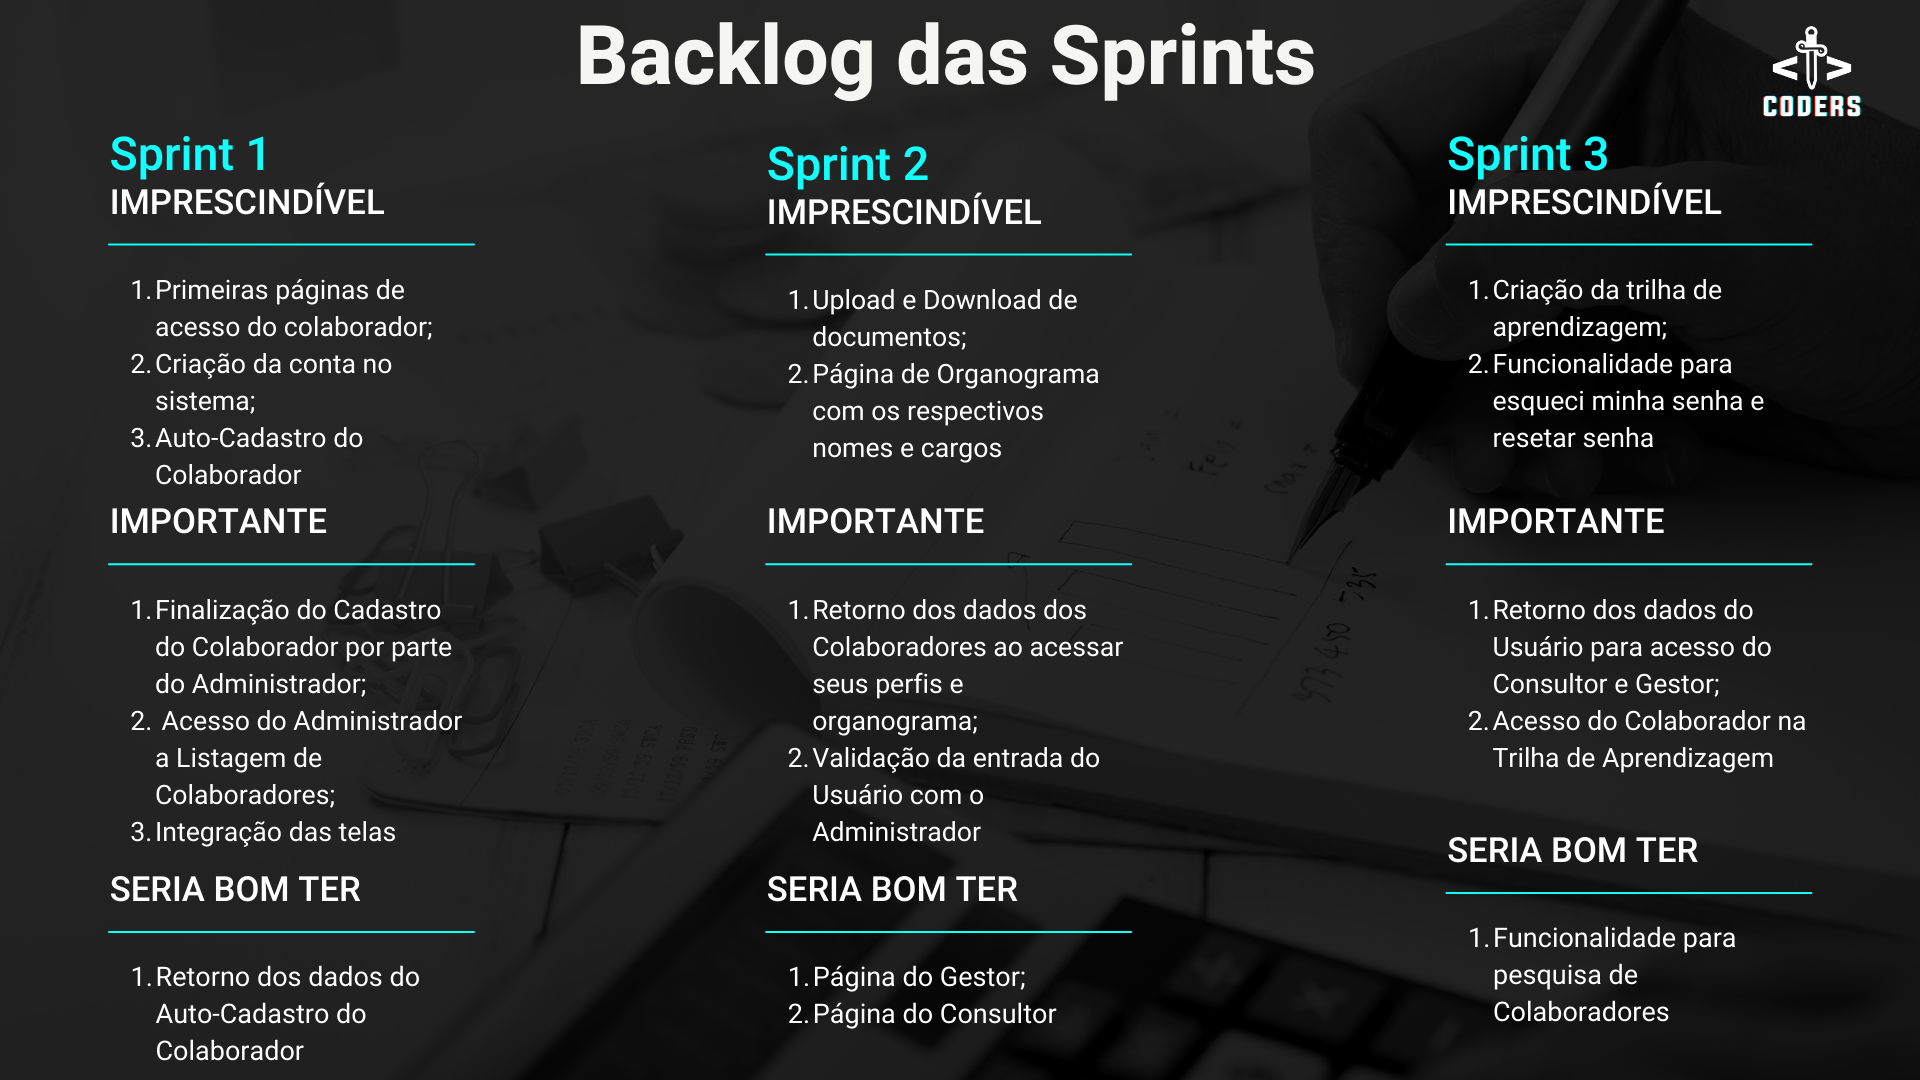 Backlog das Sprints
<T>
CODERS
Sprint 1
IMPRESCINDÍVEL
1. Primeiras páginas de
acesso do colaborador;
2. Criação da conta no
sistema;
3. Auto-Cadastro do
Colaborador
IMPORTANTE
1. Finalização do Cadastro
do Colaborador por parte
do Administrador;
2. Acesso do Administrador
a Listagem de
Colaboradores;
3. Integração das telas
SERIA BOM TER
1. Retorno dos dados do
Auto-Cadastro do
Colaborador
Sprint 2
IMPRESCINDÍVEL
1. Upload e Download de
documentos;
2. Página de Organograma
com os respectivos
nomes e cargos
IMPORTANTE
1. Retorno dos dados dos
Colaboradores ao acessar
seus perfis e
organograma;
2. Validação da entrada do
Usuário com o
Administrador
SERIA BOM TER
1. Página do Gestor;
2. Página do Consultor
Sprint 3
IMPRESCINDÍVEL
1. Criação da trilha de
aprendizagem;
2. Funcionalidade para
esqueci minha senha e
resetar senha
IMPORTANTE
1. Retorno dos dados do
Usuário para acesso do
Consultor e Gestor;
2. Acesso do Colaborador na
Trilha de Aprendizagem
SERIA BOM TER
1. Funcionalidade para
pesquisa de
Colaboradores